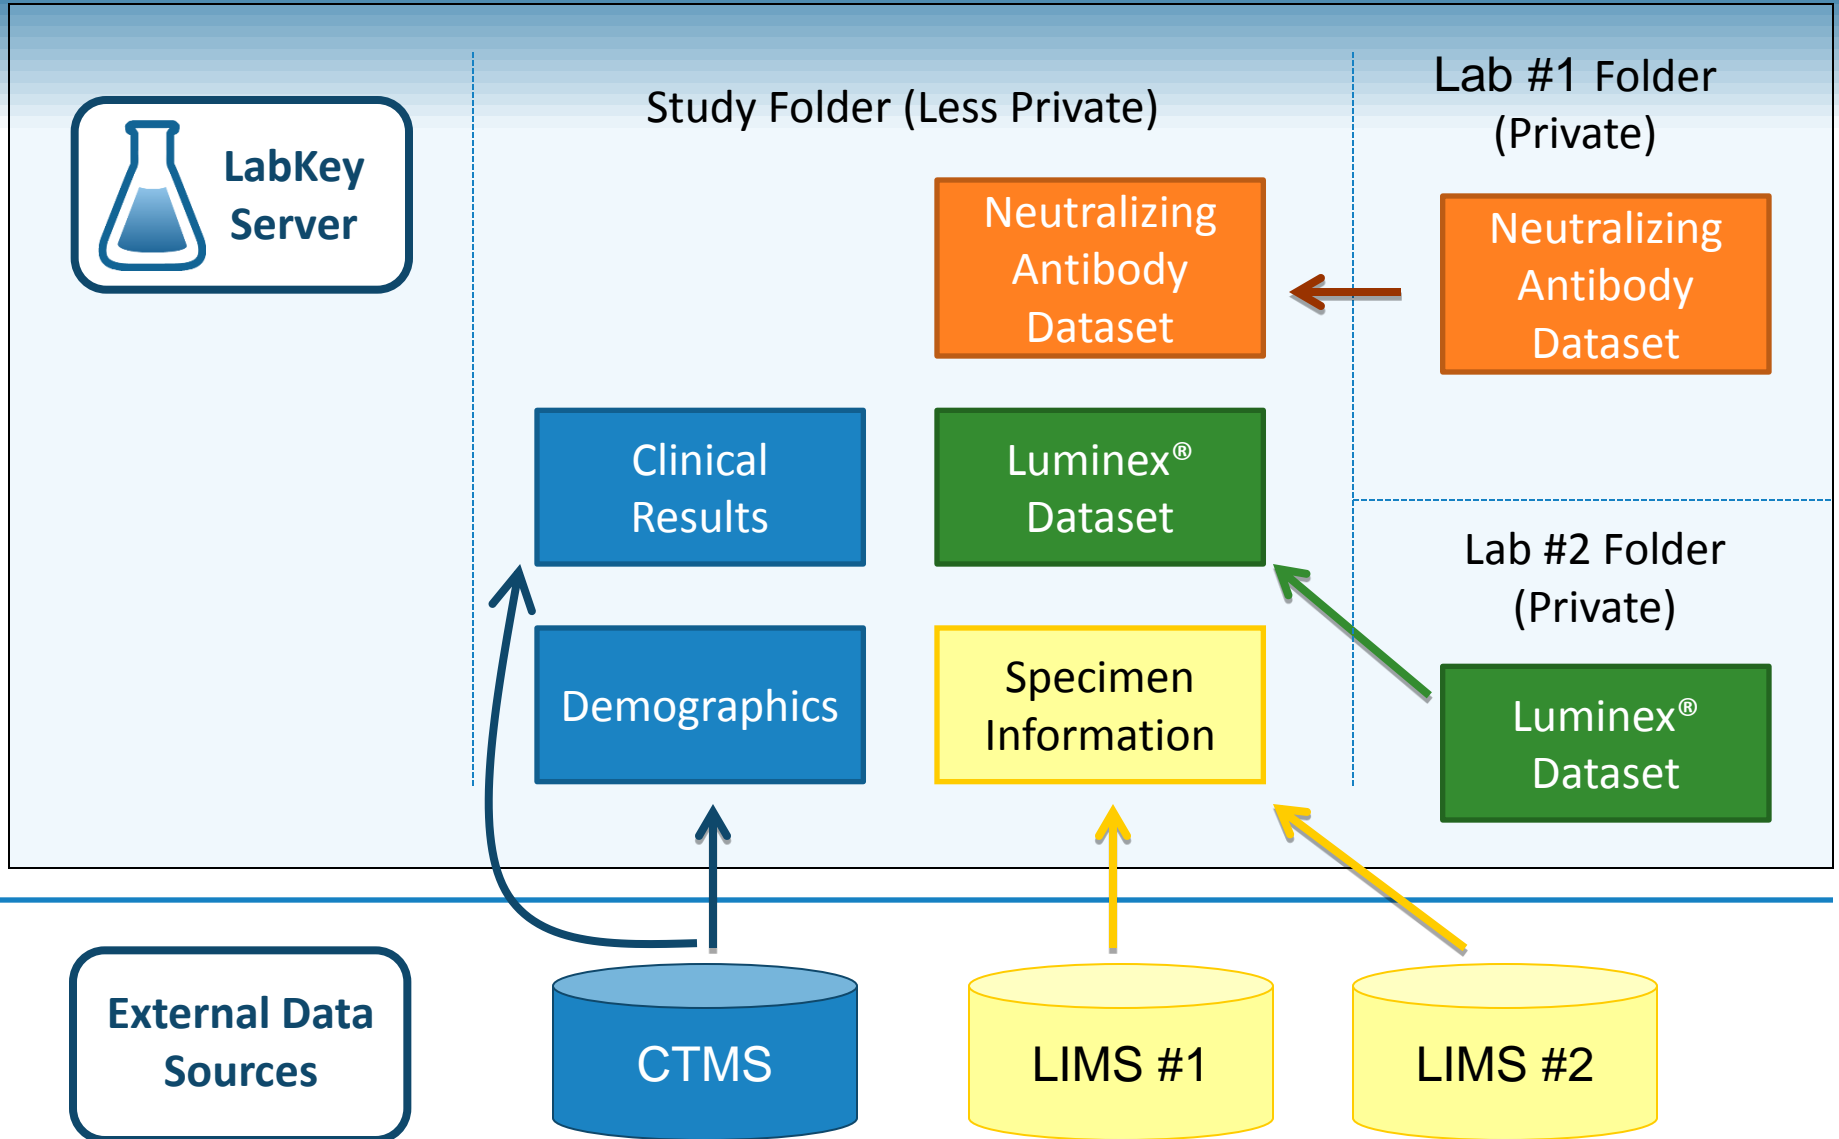 LabKey
Server
Study Folder (Less Private)
Lab #1 Folder
(Private)
Neutralizing
Antibody
Dataset
Neutralizing
Antibody
Dataset
Clinical
Results
Luminex®
Dataset
Lab #2 Folder
(Private)
Demographics
Specimen
Information
Luminex®
Dataset
External Data
Sources
CTMS
LIMS #1
LIMS #2